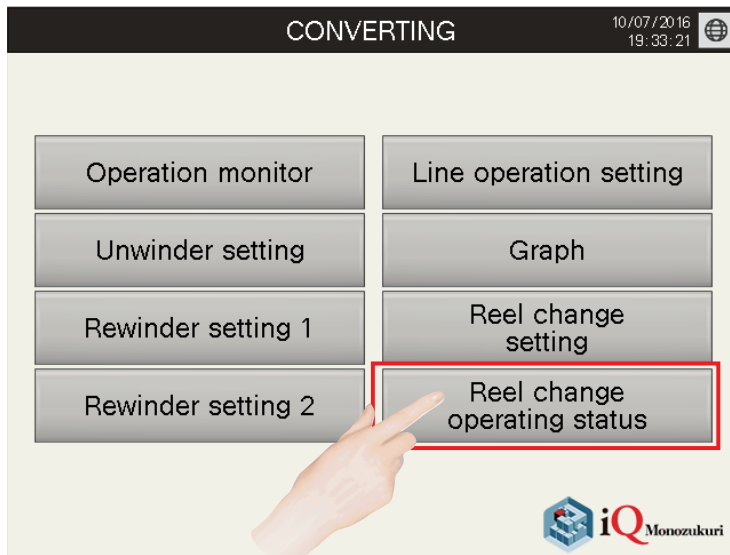 CONVERTING
10/07/2016
19:33:21
Operation monitor
Line operation setting
Unwinder setting
Graph
Rewinder setting 1
Reel change
setting
Rewinder setting 2
Reel change
operating status
iQ Monozukuri